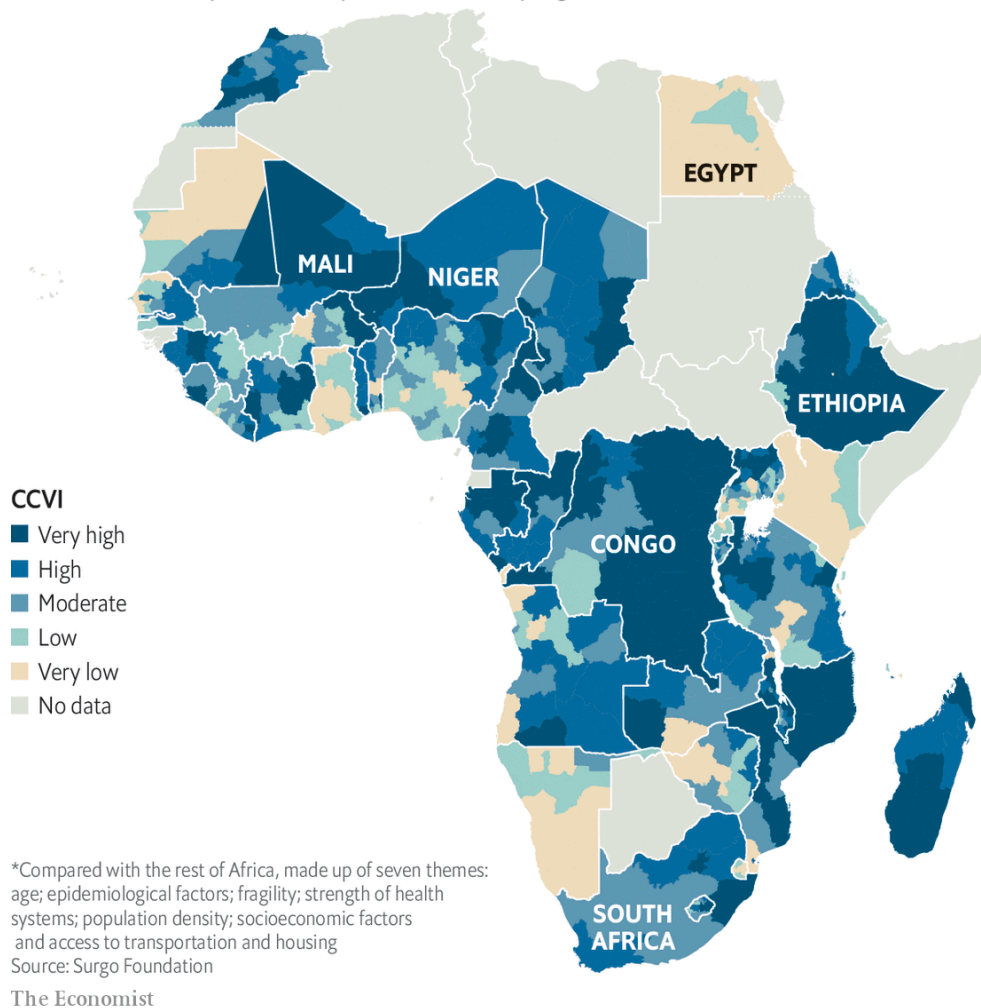 EGYPT
MALI
NIGER
ETHIOPIA
CONGO
SOUTH
AFRICA
CCVI
Very high
High
Moderate
Low
Very low
No data
*Compared with the rest of Africa, made up of seven themes:
age; epidemiological factors; fragility; strength of health
systems; population density; socioeconomic factors
and access to transportation and housing
Source: Surgo Foundation
The Economist